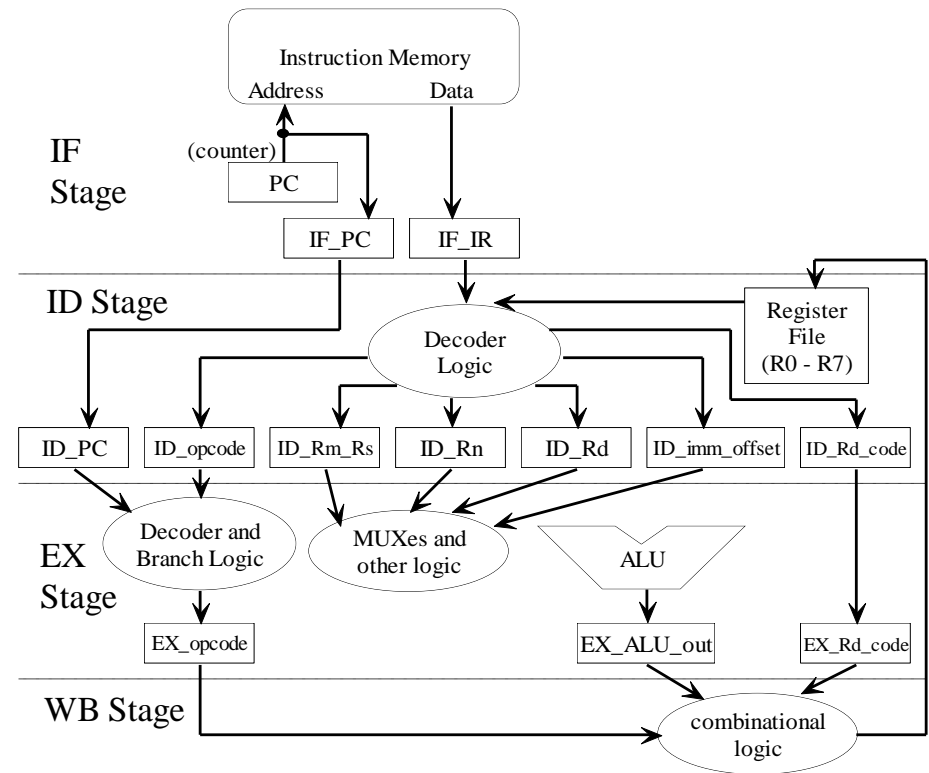 Instruction Memory
Address
Data
IF
Stage
(counter)
PC
IF_PC
IF_IR
ID Stage
Register
File
(R0 - R7)
Decoder
Logic
ID_PC
ID_opcode
ID_Rm_Rs
ID_Rn
ID_Rd
ID_imm_offset
ID_Rd_code
EX
Stage
Decoder and
Branch Logic
MUXes and
other logic
ALU
EX_opcode
EX_ALU_out
EX_Rd_code
WB Stage
combinational
logic